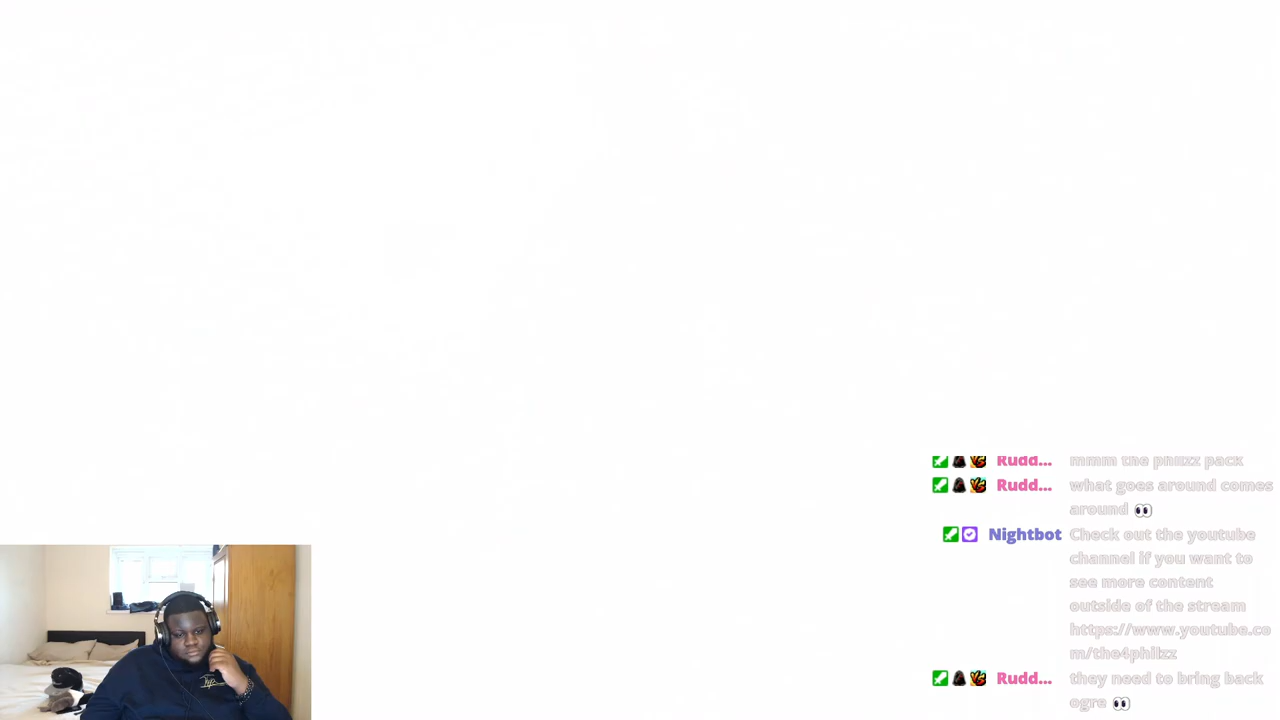 Rudd... mmm the philzz pack
Rudd... what goes around comes
around 👀
Nightbot Check out the youtube
channel if you want to
see more content
outside of the stream
https://www.youtube.co
m/the4philzz
Rudd... they need to bring back
ogre 👀